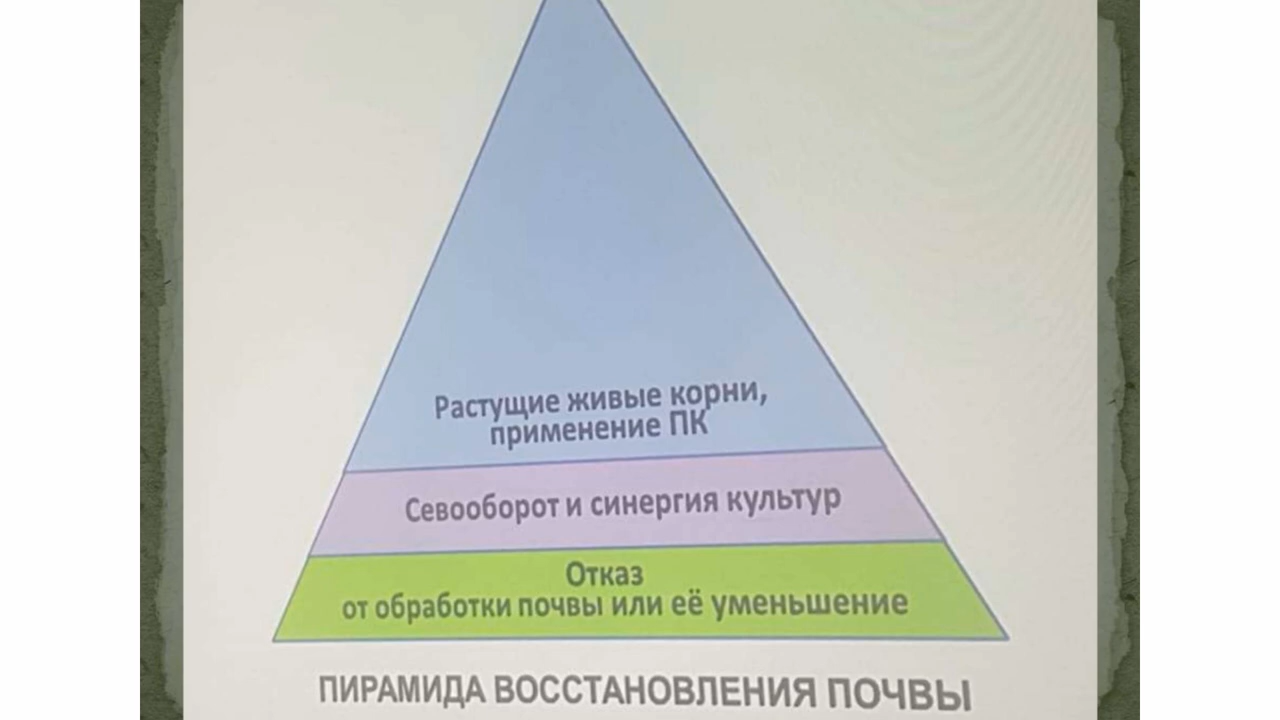 Растущие живые корни,
применение ПК
Севооборот и синергия культур
Отказ
от обработки почвы или её уменьшение
ПИРАМИДА ВОССТАНОВЛЕНИЯ ПОЧВЫ